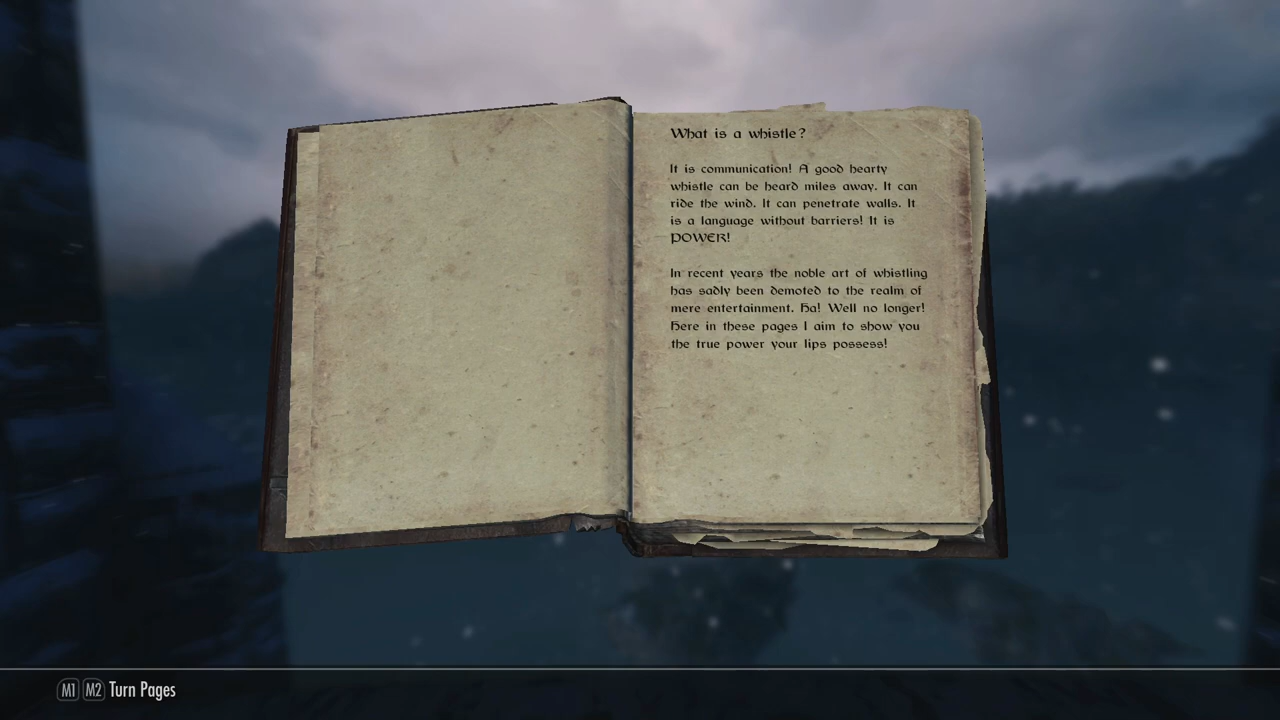 What is a whistle?
It is communication! A good hearty
whistle can be heard miles away. It can
ride the wind. It can penetrate walls. It
is a language without barriers! It is
POWER!
In recent years the noble art of whistling
has sadly been demoted to the realm of
mere entertainment. Ha! Well no longer!
Here in these pages I aim to show you
the true power your lips possess!
M1 M2 Turn Pages